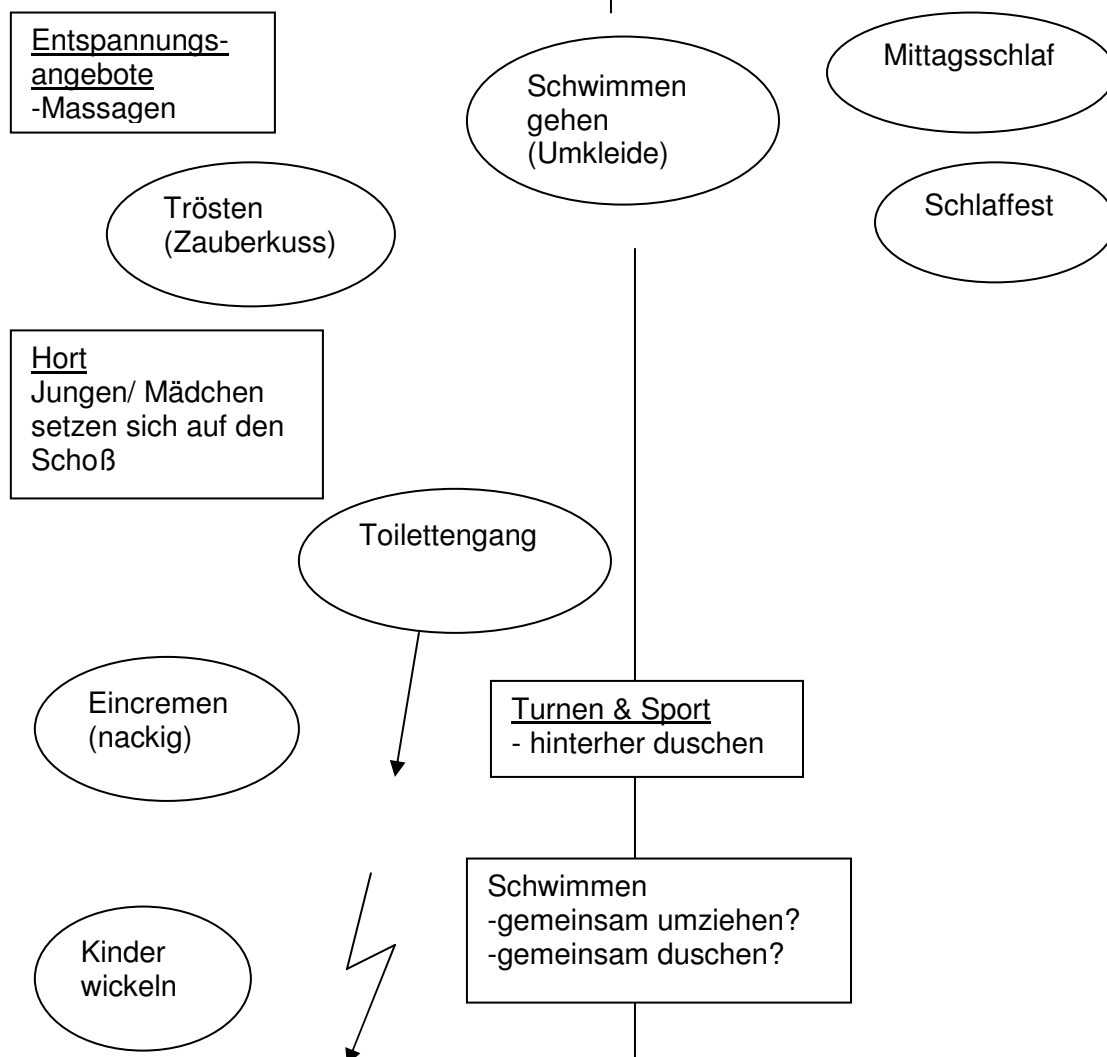 Entspannungs-
angebote
-Massagen
Schwimmen
gehen
(Umkleide)
Mittagsschlaf
Trösten
(Zauberkuss)
Schlaffest
Hort
Jungen/ Mädchen
setzen sich auf den
Schoß
Toilettengang
Eincremen
(nackig)
Turnen & Sport
- hinterher duschen
Schwimmen
-gemeinsam umziehen?
-gemeinsam duschen?
Kinder
wickeln